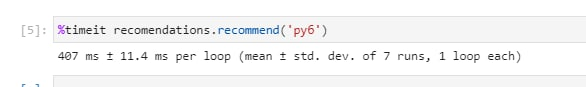 [5]: %timeit recomendations.recommend('руб')
407 ms ± 11.4 ms per loop (mean ± std. dev. of 7 runs, 1 loop each)